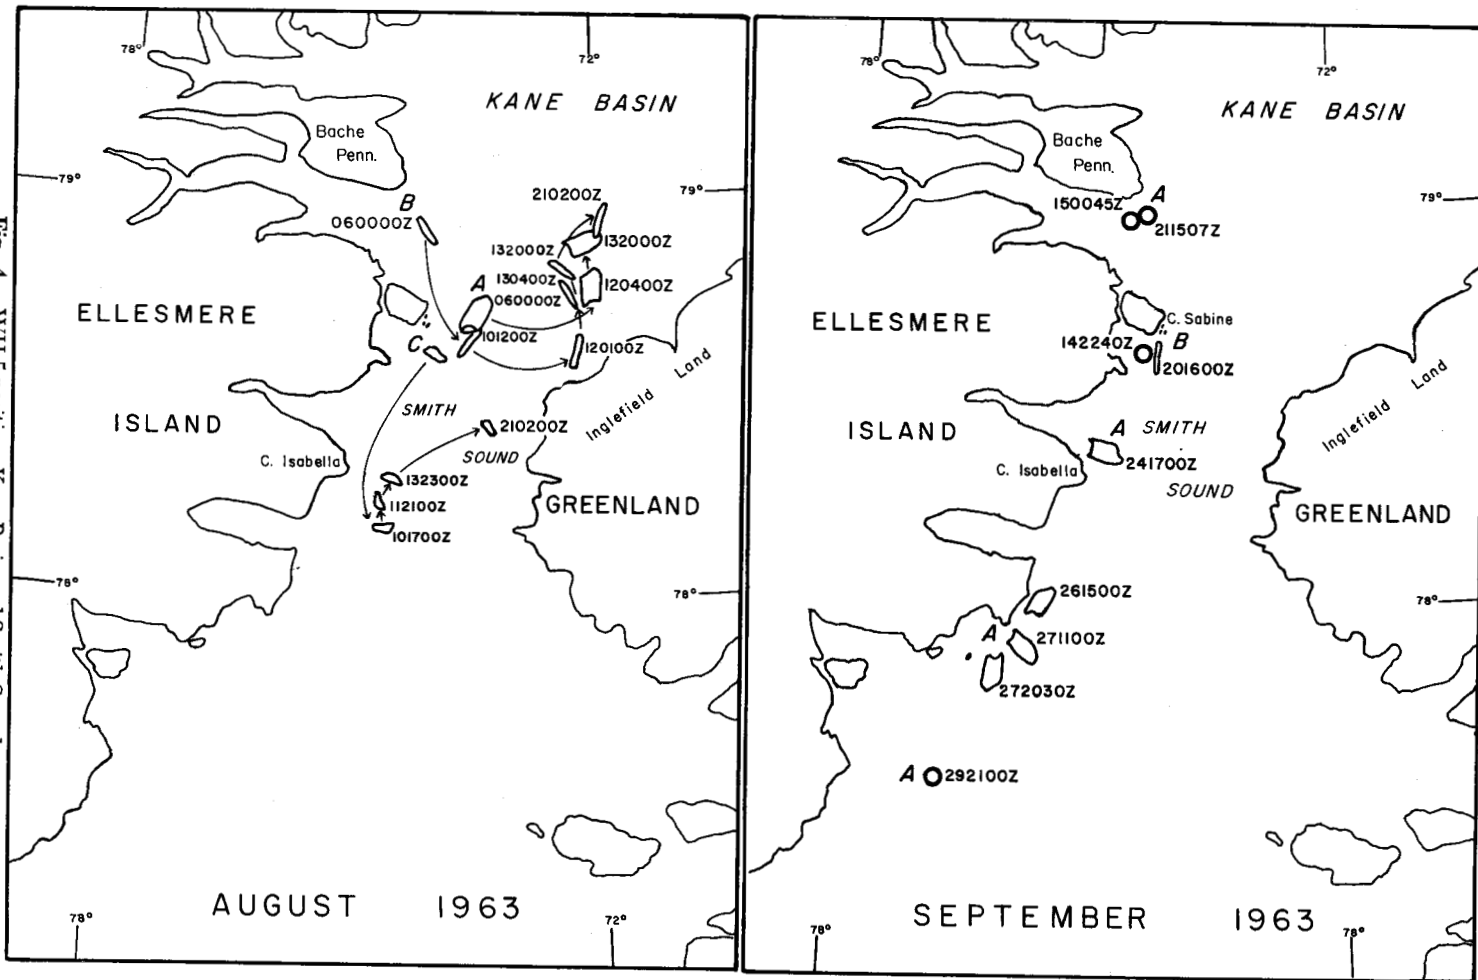 78°
72°
KANE BASIN
Bache
Penn.
79°
79°
B
060000Z
210200Z
132000Z
132000Z
130400Z
A
060000Z
120400Z
ELLESMERE
101200Z
C
120100Z
SMITH
Inglefield Land
ISLAND
210200Z
SOUND
C. Isabella
132300Z
112100Z
GREENLAND
101700Z
78°
78°
AUGUST 1963
78°
72°
78°
72°
KANE BASIN
Bache
Penn.
79°
A
150045Z
211507Z
ELLESMERE
C. Sabine
142240Z
B
201600Z
Inglefield Land
ISLAND
A
SMITH
C. Isabella
241700Z
SOUND
GREENLAND
261500Z
78°
A
271100Z
272030Z
A
292100Z
SEPTEMBER 1963
78°
78°